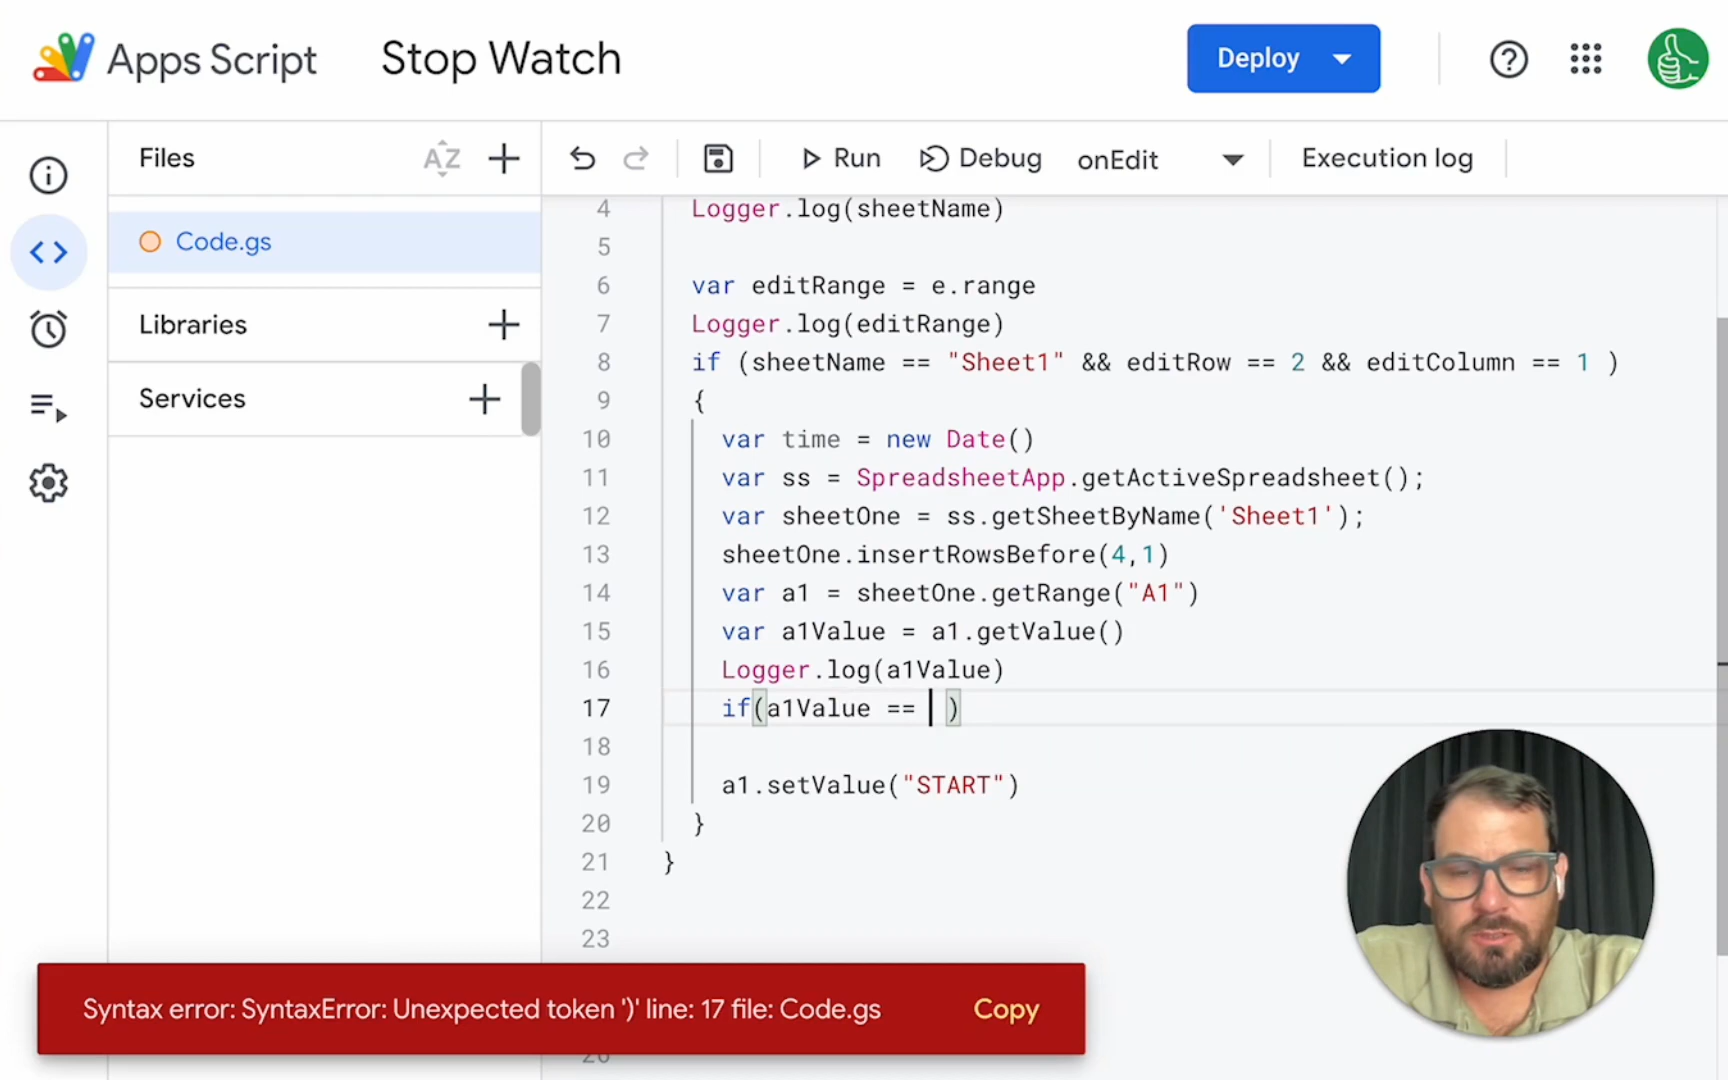 Apps Script
Stop Watch
Deploy
Files
AZ
Run
Debug
onEdit
Execution log
Code.gs
Libraries
Services
4 Logger.log(sheetName)
5
6 var editRange = e.range
7 Logger.log(editRange)
8 if (sheetName == "Sheet1" && editRow == 2 && editColumn == 1 )
9 {
10 var time = new Date()
11 var ss = SpreadsheetApp.getActiveSpreadsheet();
12 var sheetOne = ss.getSheetByName('Sheet1');
13 sheetOne.insertRowsBefore(4,1)
14 var a1 = sheetOne.getRange("A1")
15 var a1Value = a1.getValue()
16 Logger.log(a1Value)
17 if(a1Value == )
18
19 a1.setValue("START")
20 }
21 }
22
23
Syntax error: SyntaxError: Unexpected token ')' line: 17 file: Code.gs
Copy